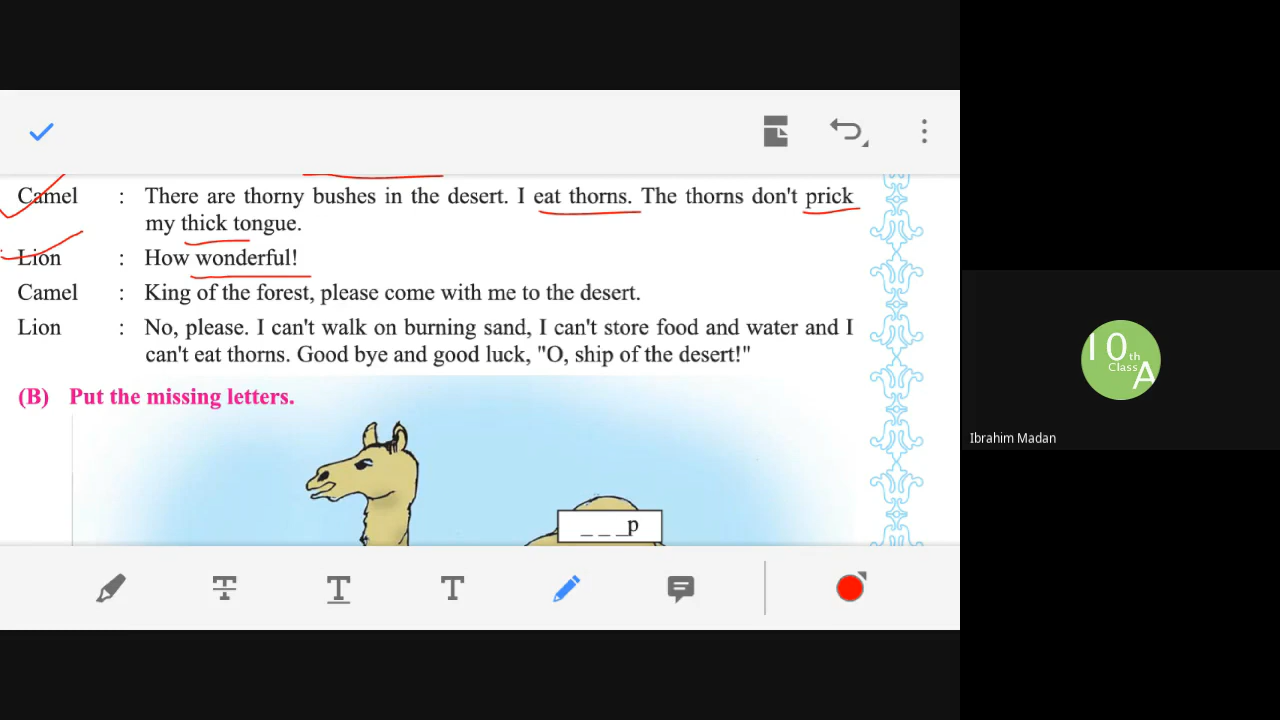 Camel : There are thorny bushes in the desert. I eat thorns. The thorns don't prick
my thick tongue.
Lion : How wonderful!
Camel : King of the forest, please come with me to the desert.
Lion : No, please. I can't walk on burning sand, I can't store food and water and I
can't eat thorns. Good bye and good luck, "O, ship of the desert!"
(B) Put the missing letters.
_ _ _p
T T T
10th
Class
A
Ibrahim Madan